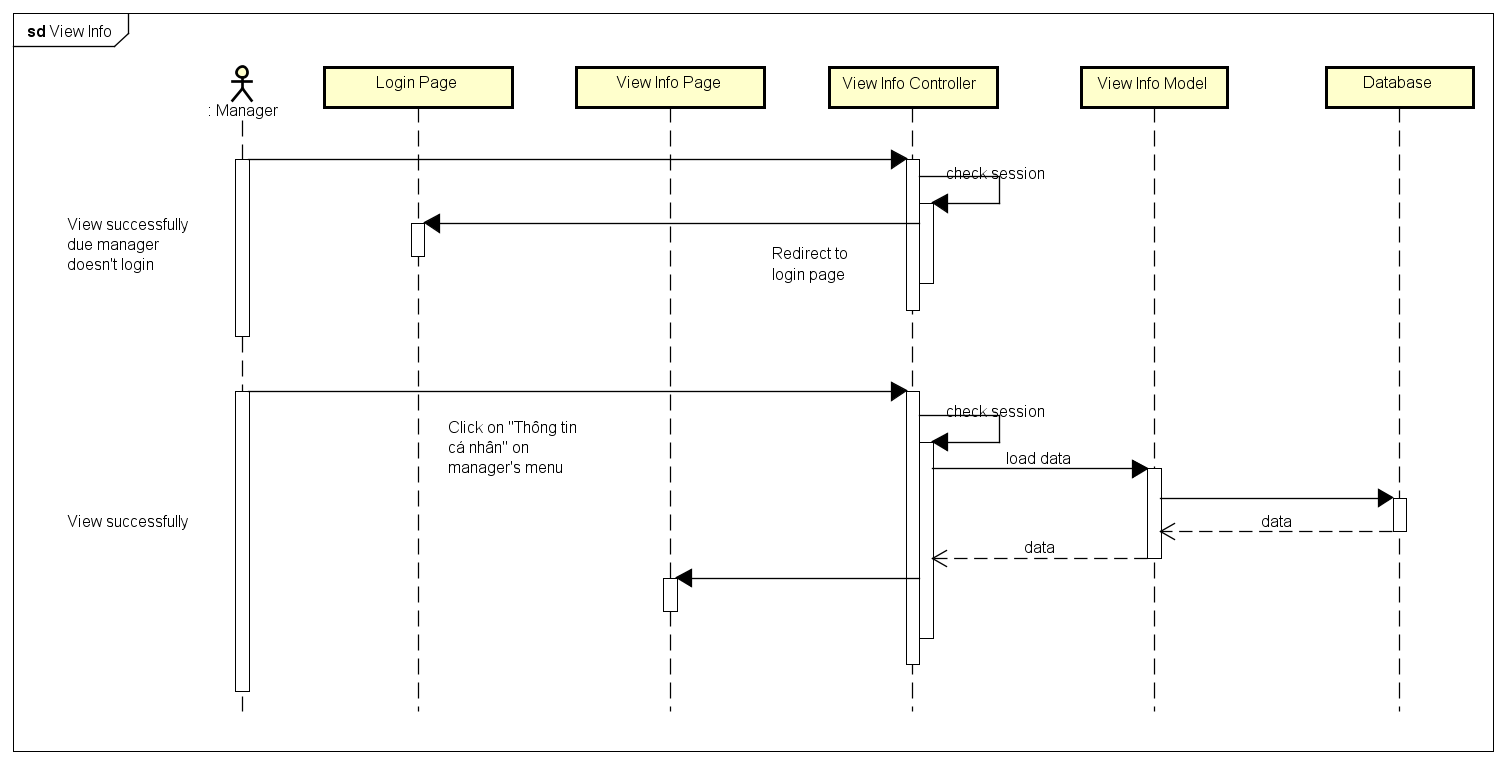 sd View Info
: Manager
Login Page
View Info Page
View Info Controller
View Info Model
Database
check session
View successfully
due manager
doesn't login
Redirect to
login page
check session
Click on "Thông tin
cá nhân" on
manager's menu
load data
View successfully
data
data